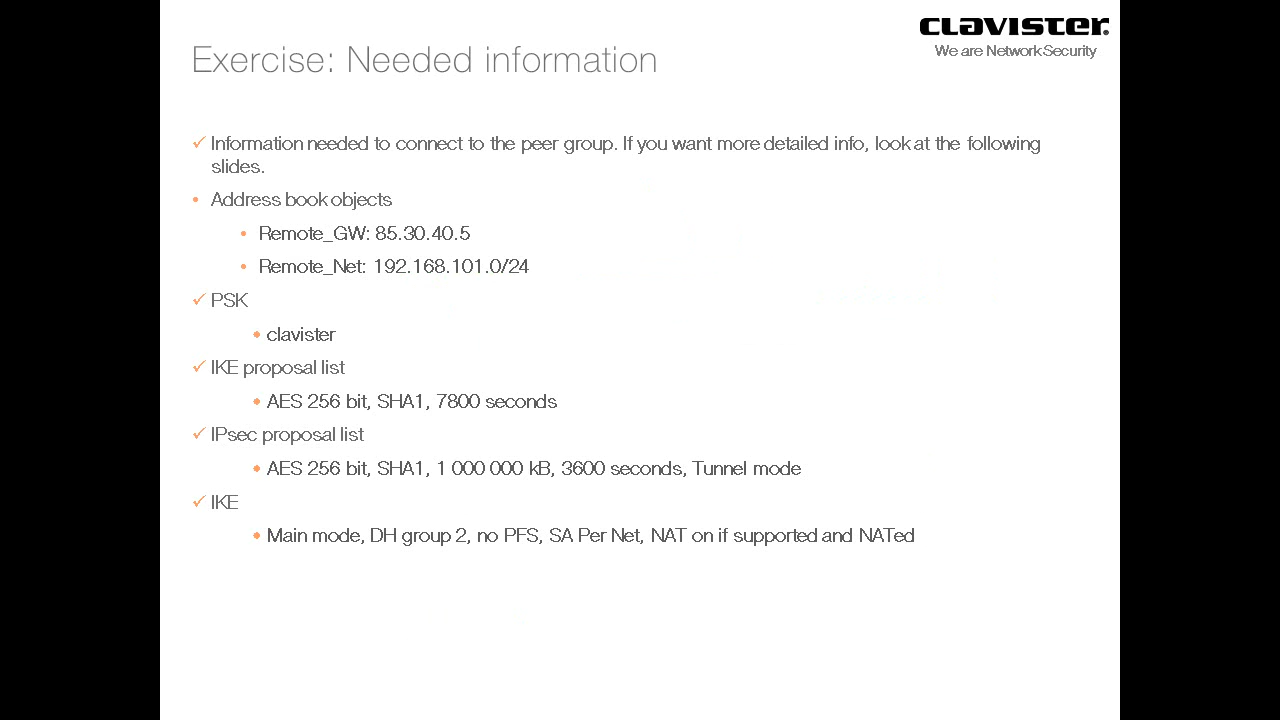 CLAVISTER.
We are Network Security
Exercise: Needed information
Information needed to connect to the peer group. If you want more detailed info, look at the following
slides.
Address book objects
Remote_GW: 85.30.40.5
Remote_Net: 192.168.101.0/24
PSK
clavister
IKE proposal list
AES 256 bit, SHA1, 7800 seconds
IPsec proposal list
AES 256 bit, SHA1, 1 000 000 kB, 3600 seconds, Tunnel mode
IKE
Main mode, DH group 2, no PFS, SA Per Net, NAT on if supported and NATed